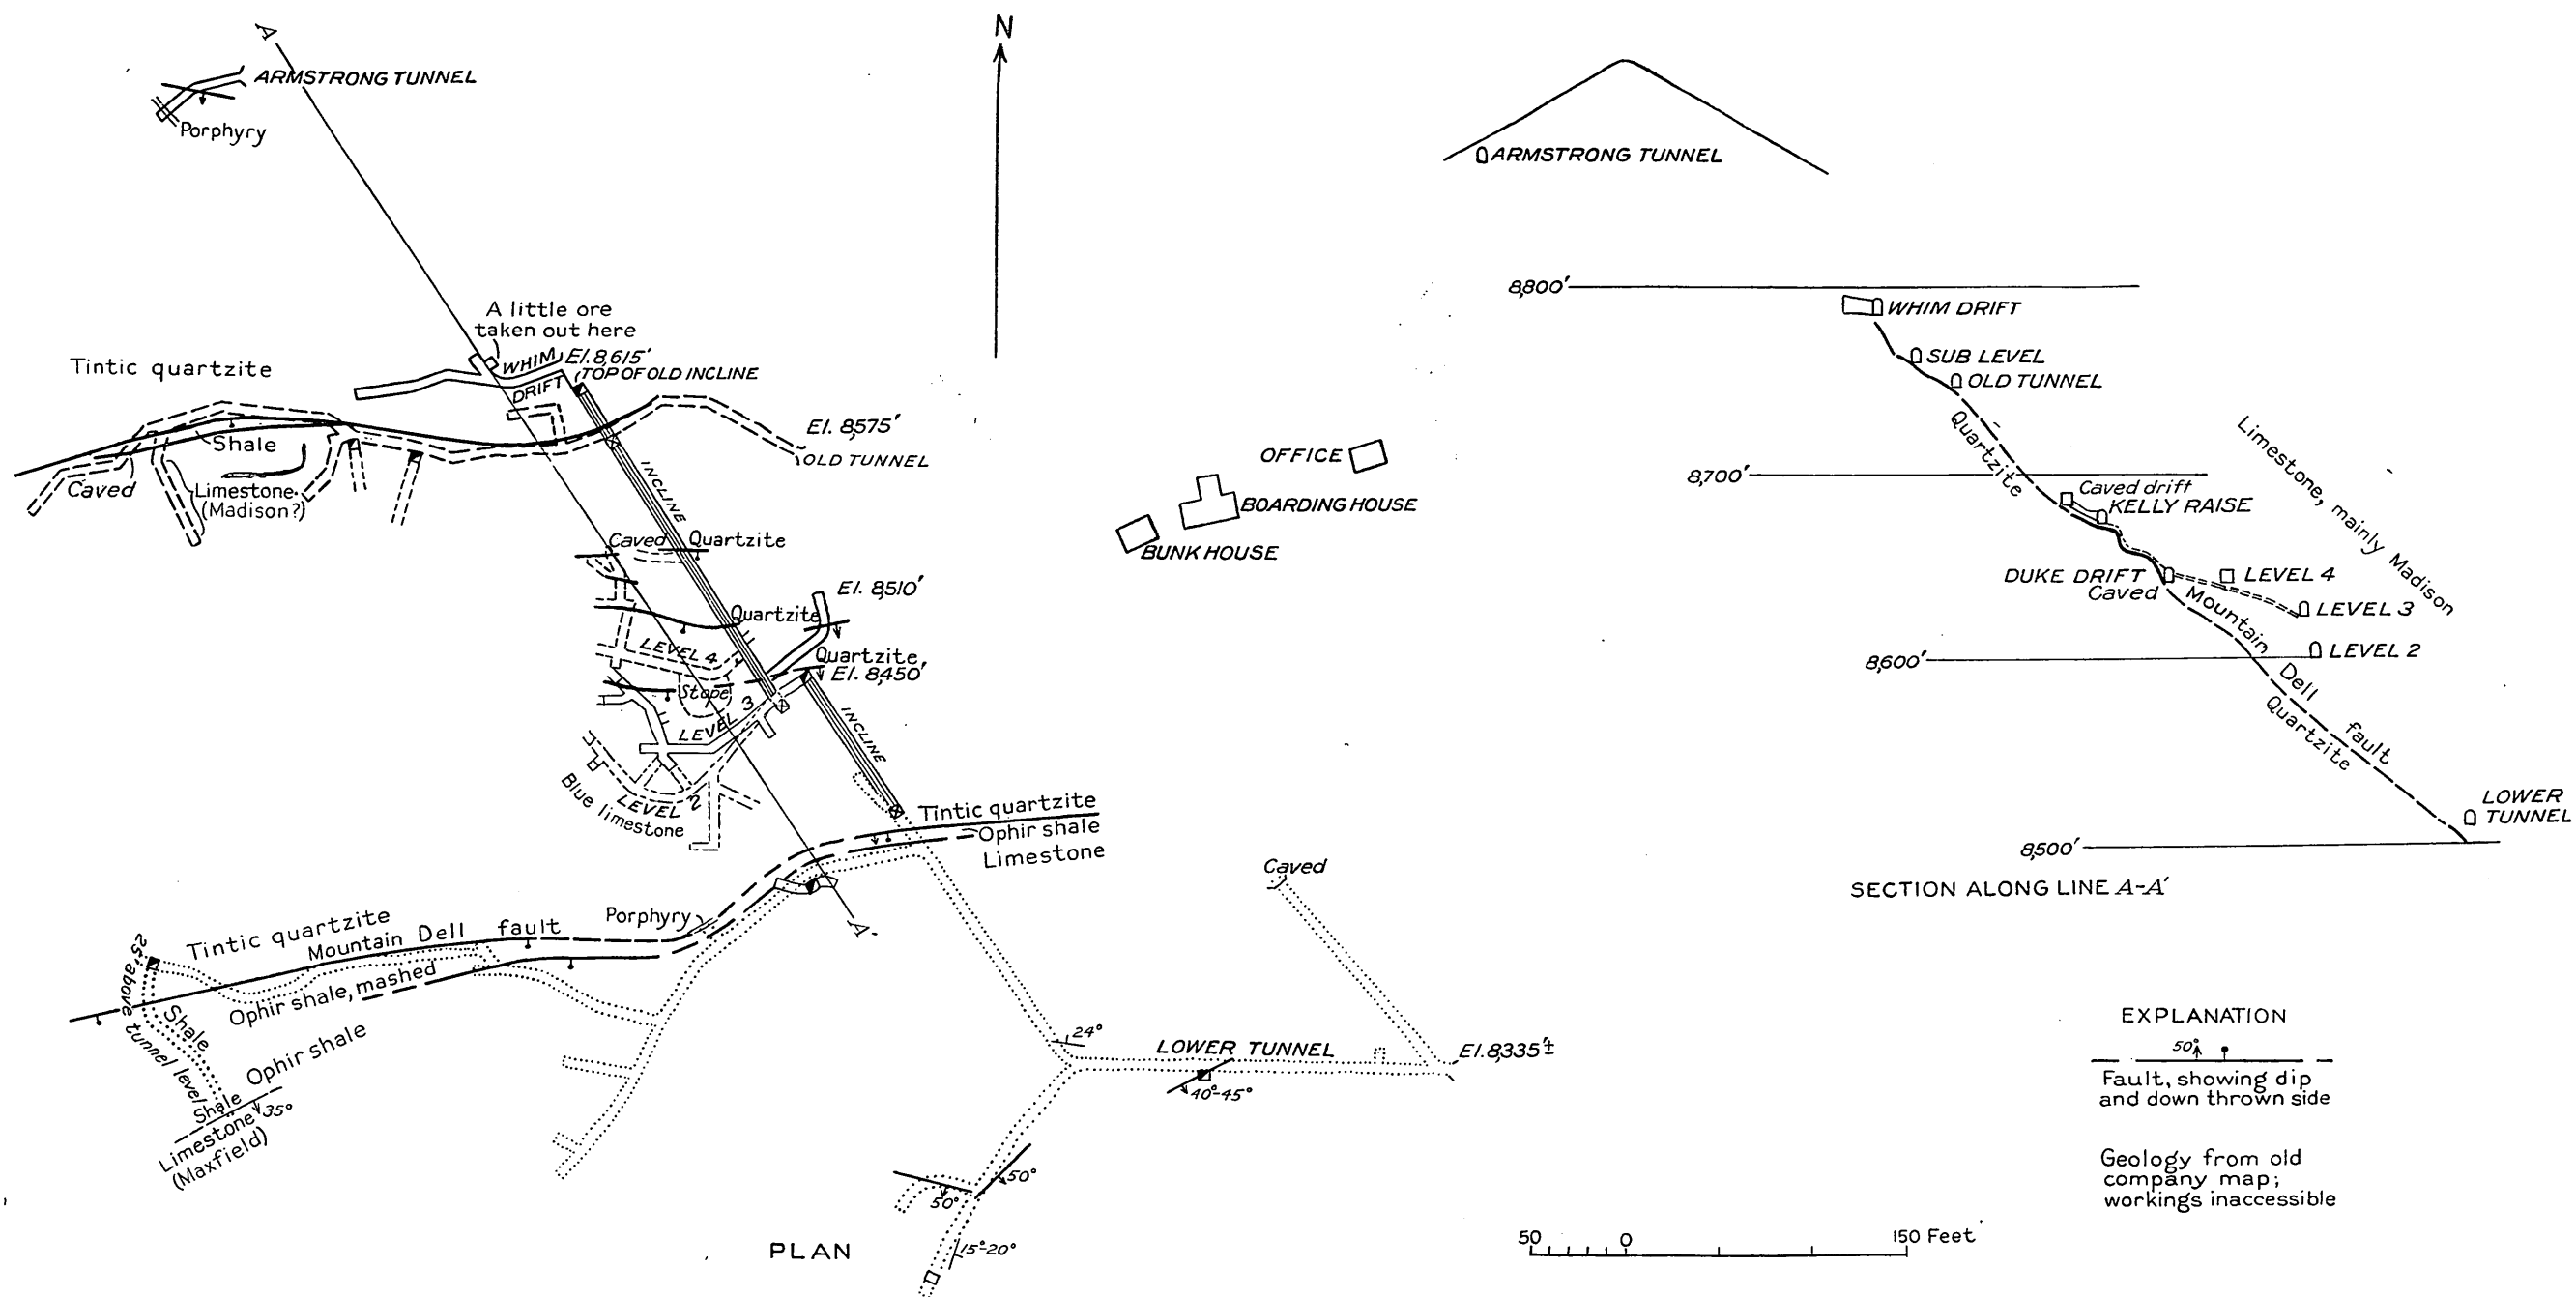 A
ARMSTRONG TUNNEL
Porphyry
N
A little ore
taken out here
Tintic quartzite
WHIM
DRIFT
El. 8,615'
TOP OF OLD INCLINE
Shale
Caved
Limestone
(Madison?)
El. 8,575'
OLD TUNNEL
INCLINE
Caved
Quartzite
El. 8,510'
Quartzite
LEVEL 4
Quartzite
El. 8,450'
Stope
LEVEL 3
INCLINE
LEVEL 2
Blue limestone
OFFICE
BOARDING HOUSE
BUNK HOUSE
Tintic quartzite
Ophir shale
Limestone
Caved
Porphyry
A'
Tintic quartzite
Mountain Dell fault
Ophir shale, mashed
25' above tunnel level
Shale
Ophir shale
Shale
35°
Limestone
(Maxfield)
24°
LOWER TUNNEL
El. 8,335'±
40°-45°
50°
50°
15°-20°
PLAN
ARMSTRONG TUNNEL
8,800'
WHIM DRIFT
SUB LEVEL
OLD TUNNEL
Quartzite
Limestone, mainly Madison
8,700'
Caved drift
KELLY RAISE
DUKE DRIFT
Caved
LEVEL 4
LEVEL 3
LEVEL 2
8,600'
Mountain Dell fault
Quartzite
LOWER
TUNNEL
8,500'
SECTION ALONG LINE A-A'
EXPLANATION
50°
Fault, showing dip
and down thrown side
Geology from old
company map;
workings inaccessible
50 0 150 Feet